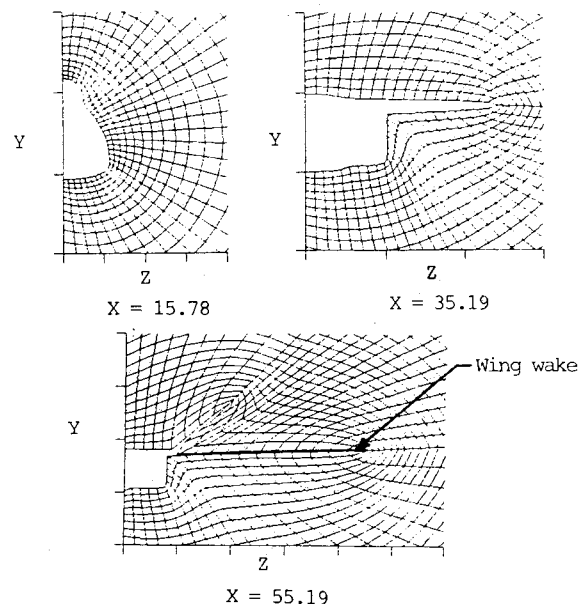 Y
Z
X = 15.78
Y
Z
X = 35.19
Wing wake
Y
Z
X = 55.19